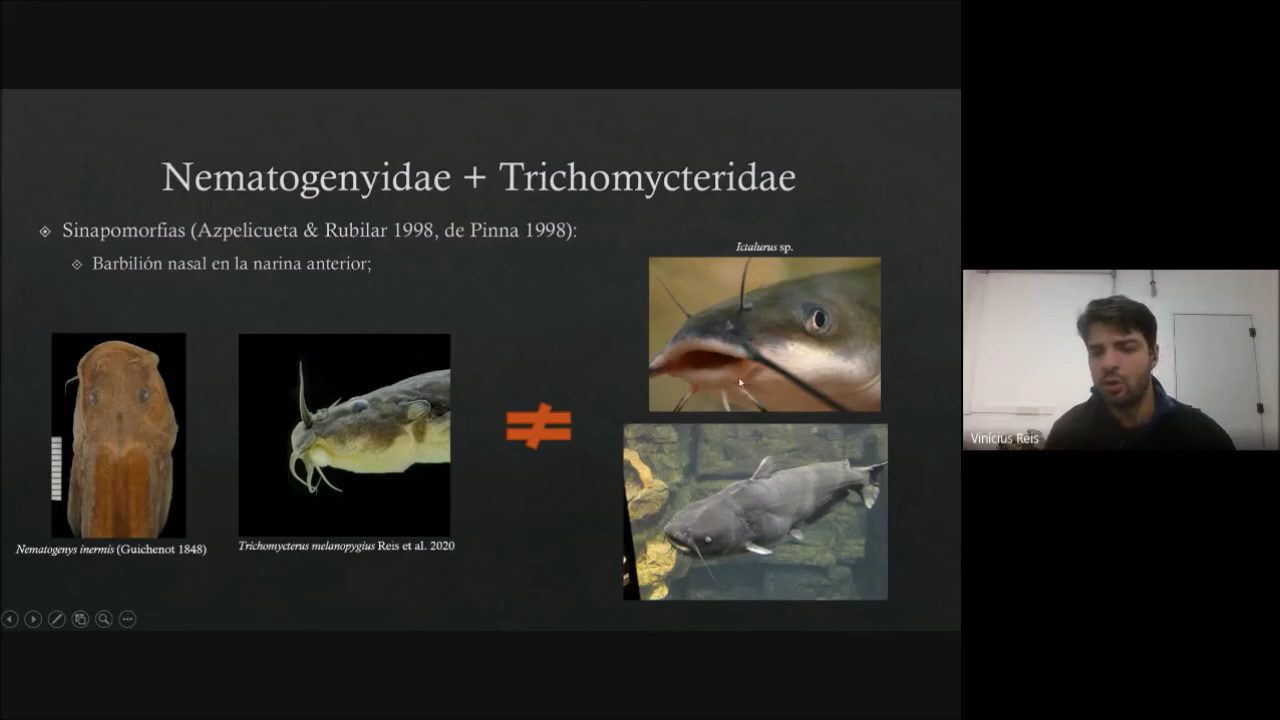 Nematogenyidae + Trichomycteridae
Sinapomorfias (Azpelicueta & Rubilar 1998, de Pinna 1998):
Barbilión nasal en la narina anterior;
Ictalurus sp.
Nematogenys inermis (Guichenot 1848)
Trichomycterus melanopygius Reis et al. 2020
Vinícius Reis